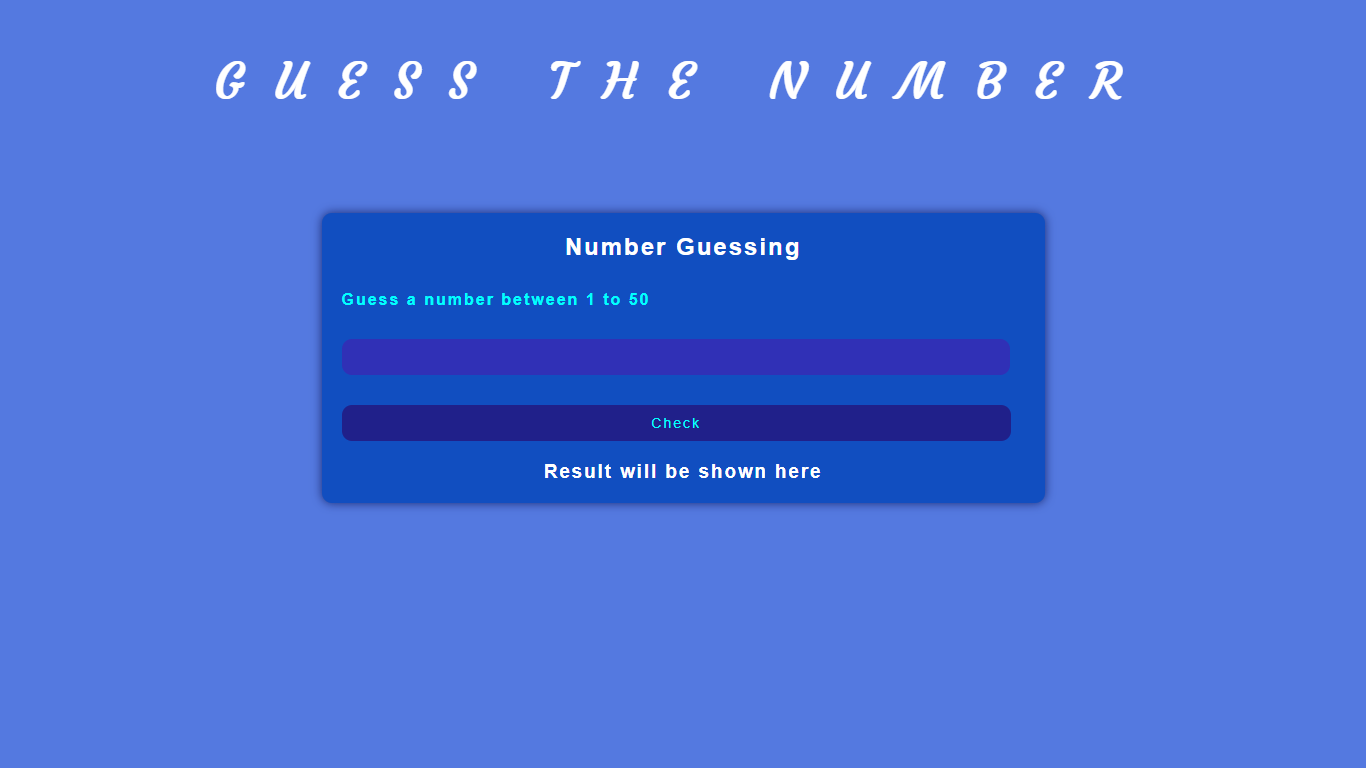 GUESS THE NUMBER
Number Guessing
Guess a number between 1 to 50
Check
Result will be shown here